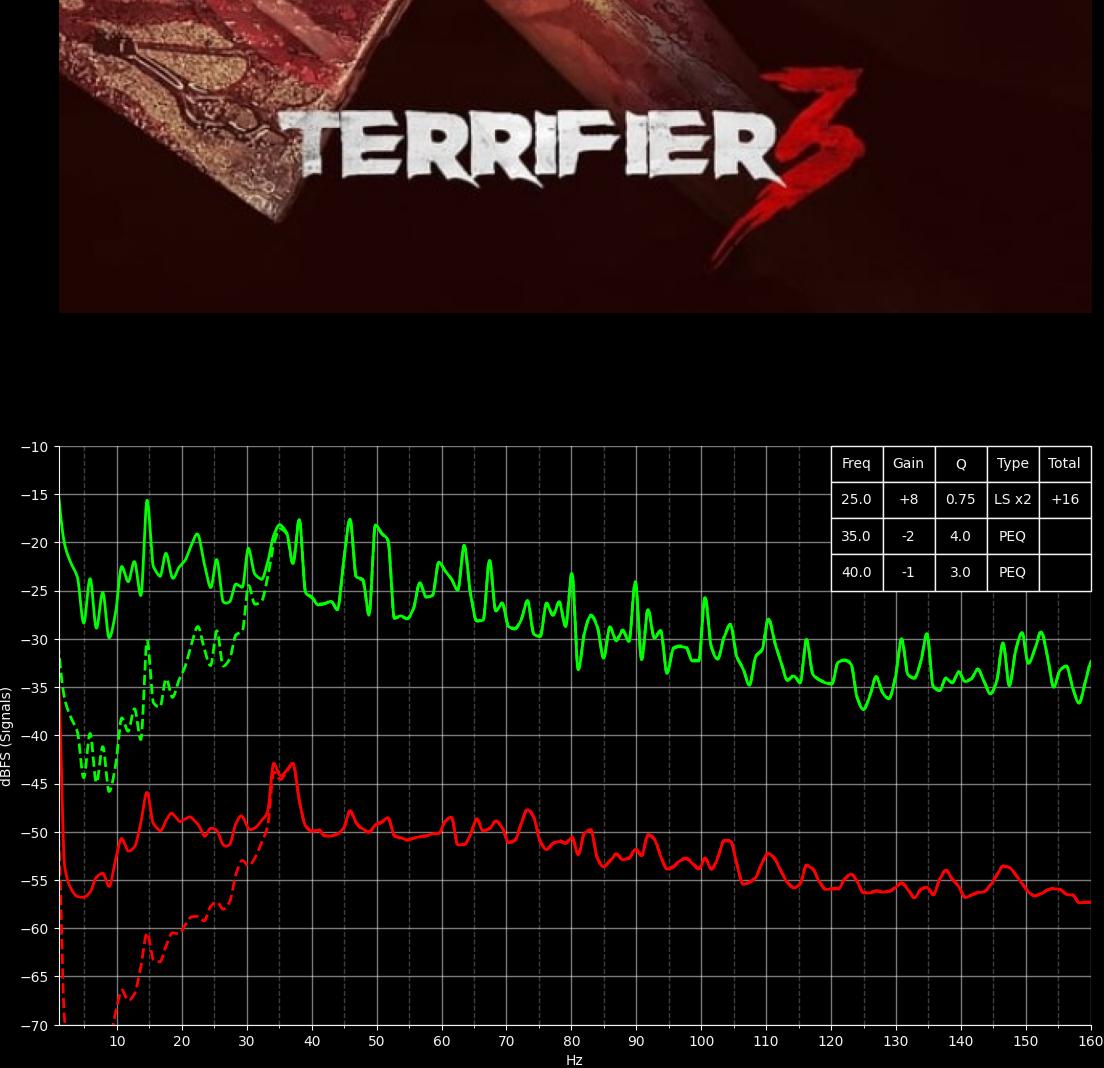 TERRIFIER 3
Freq Gain Q Type Total
25.0 +8 0.75 LS x2 +16
35.0 -2 4.0 PEQ
40.0 -1 3.0 PEQ
dBFS (Signals)
−10
−15
−20
−25
−30
−35
−40
−45
−50
−55
−60
−65
−70
10 20 30 40 50 60 70 80 90 100 110 120 130 140 150 160
Hz